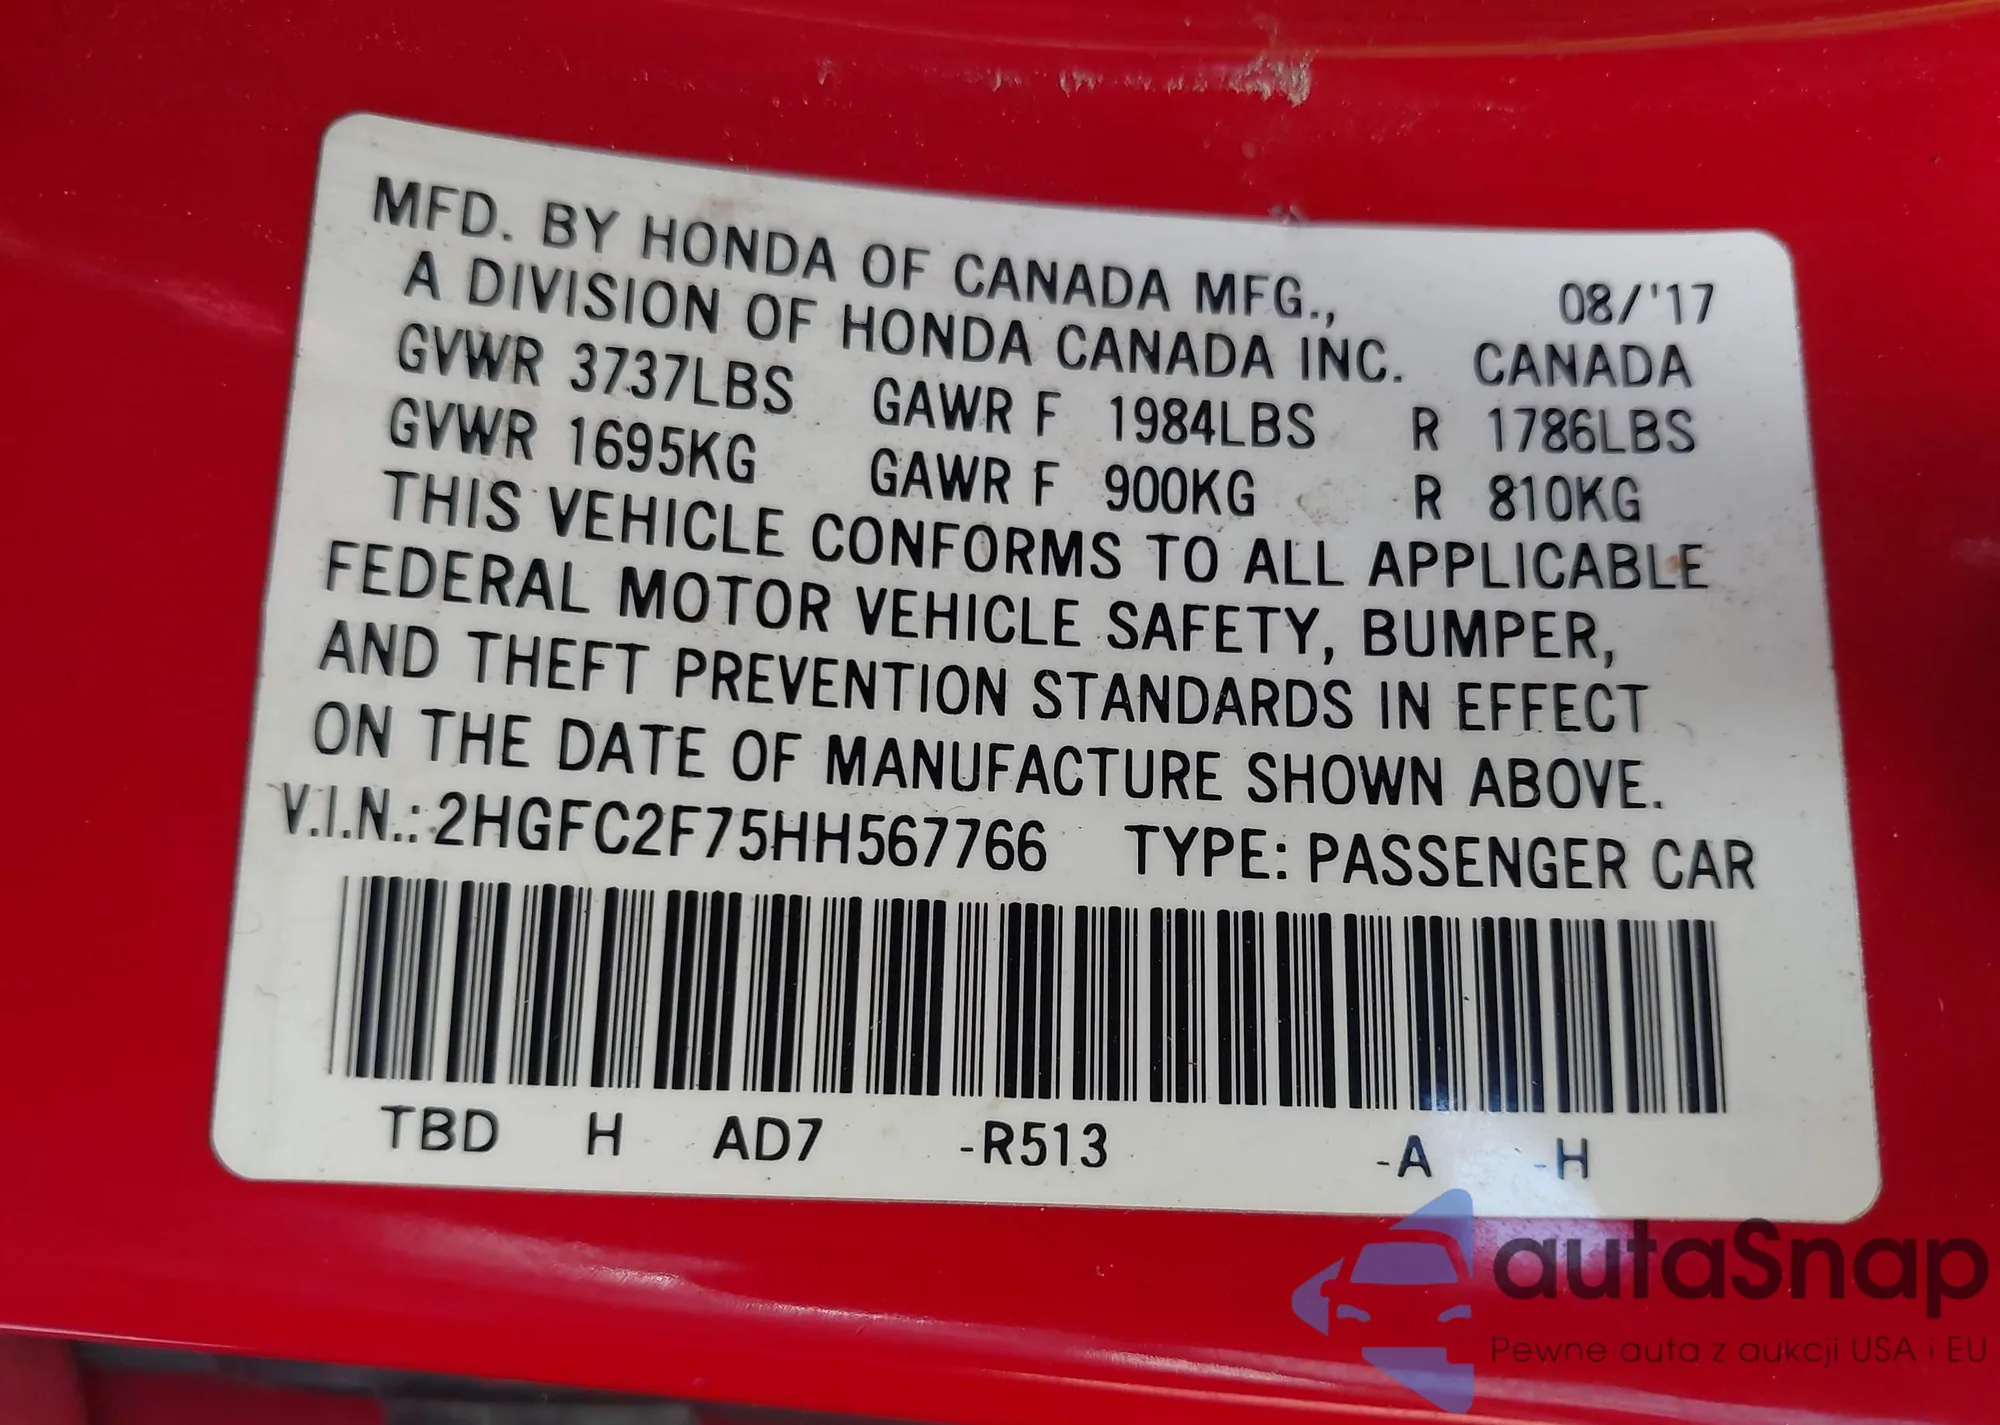 MFD. BY HONDA OF CANADA MFG., 08/'17
A DIVISION OF HONDA CANADA INC. CANADA
GVWR 3737LBS GAWR F 1984LBS R 1786LBS
GVWR 1695KG GAWR F 900KG R 810KG
THIS VEHICLE CONFORMS TO ALL APPLICABLE
FEDERAL MOTOR VEHICLE SAFETY, BUMPER,
AND THEFT PREVENTION STANDARDS IN EFFECT
ON THE DATE OF MANUFACTURE SHOWN ABOVE.
V.I.N.: 2HGFC2F75HH567766 TYPE: PASSENGER CAR
TBD H AD7 -R513 -A -H
autaSnap
Pewne auta z aukcji USA i EU